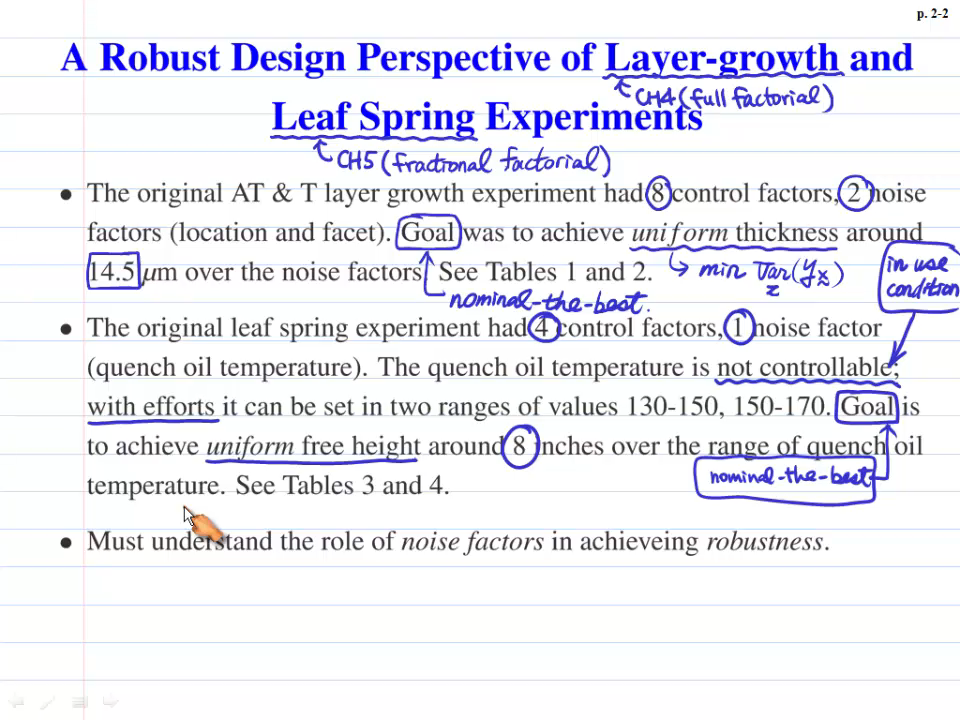 p. 2-2
A Robust Design Perspective of Layer-growth and
CH4 (full factorial)
Leaf Spring Experiments
CH5 (fractional factorial)
• The original AT & T layer growth experiment had 8 control factors, 2 noise
factors (location and facet). Goal was to achieve uniform thickness around
14.5 μm over the noise factors. See Tables 1 and 2.
min Var_z(y_x)
in use
condition
nominal-the-best.
• The original leaf spring experiment had 4 control factors, 1 noise factor
(quench oil temperature). The quench oil temperature is not controllable;
with efforts it can be set in two ranges of values 130-150, 150-170. Goal is
to achieve uniform free height around 8 inches over the range of quench oil
nominal-the-best
temperature. See Tables 3 and 4.
• Must understand the role of noise factors in achieveing robustness.